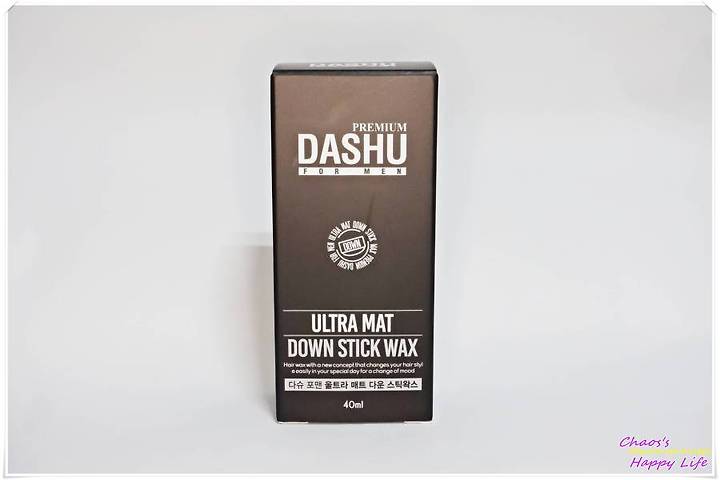 PREMIUM
DASHU
FOR MEN
DASHU FOR MEN ULTRA MAT DOWN STICK WAX PREMIUM
DOWN
ULTRA MAT
DOWN STICK WAX
Hair wax with a new concept that changes your hair styl
e easily in your special day for a change of mood
다슈 포맨 울트라 매트 다운 스틱왁스
40ml
Chaos's
Happy Life